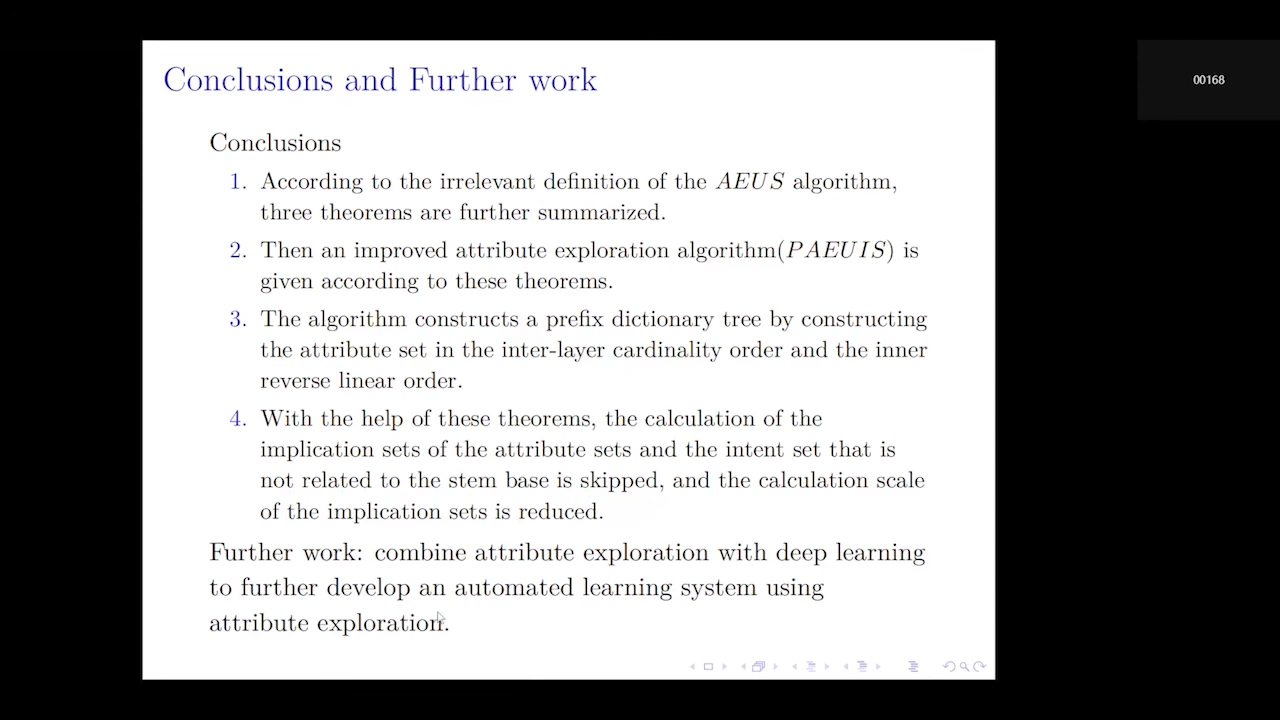 Conclusions and Further work
00168
Conclusions
1. According to the irrelevant definition of the AEUS algorithm,
three theorems are further summarized.
2. Then an improved attribute exploration algorithm(PAEUIS) is
given according to these theorems.
3. The algorithm constructs a prefix dictionary tree by constructing
the attribute set in the inter-layer cardinality order and the inner
reverse linear order.
4. With the help of these theorems, the calculation of the
implication sets of the attribute sets and the intent set that is
not related to the stem base is skipped, and the calculation scale
of the implication sets is reduced.
Further work: combine attribute exploration with deep learning
to further develop an automated learning system using
attribute exploration.